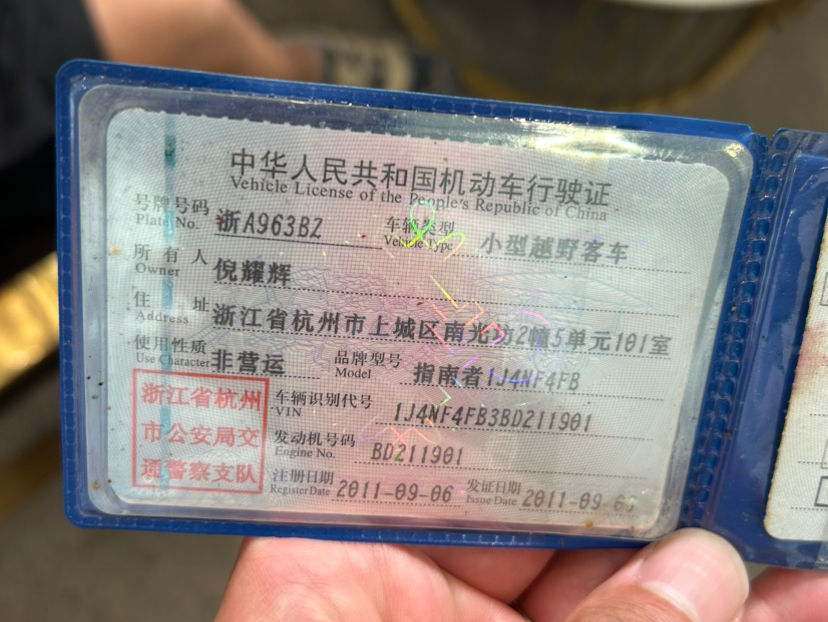 中华人民共和国机动车行驶证
Vehicle License of the People's Republic of China
号牌号码 浙A963BZ 车辆类型 小型越野客车
Plate No. Vehicle Type
所有人 倪耀辉
Owner
住址 浙江省杭州市上城区南光坊2幢5单元101室
Address
使用性质 非营运 品牌型号 指南者1J4NF4FB
Use Character Model
浙江省杭州
市公安局交
通警察支队
车辆识别代号 1J4NF4FB3BD211901
VIN
发动机号码 BD211901
Engine No.
注册日期 2011-09-06 发证日期 2011-09-06
Register Date Issue Date